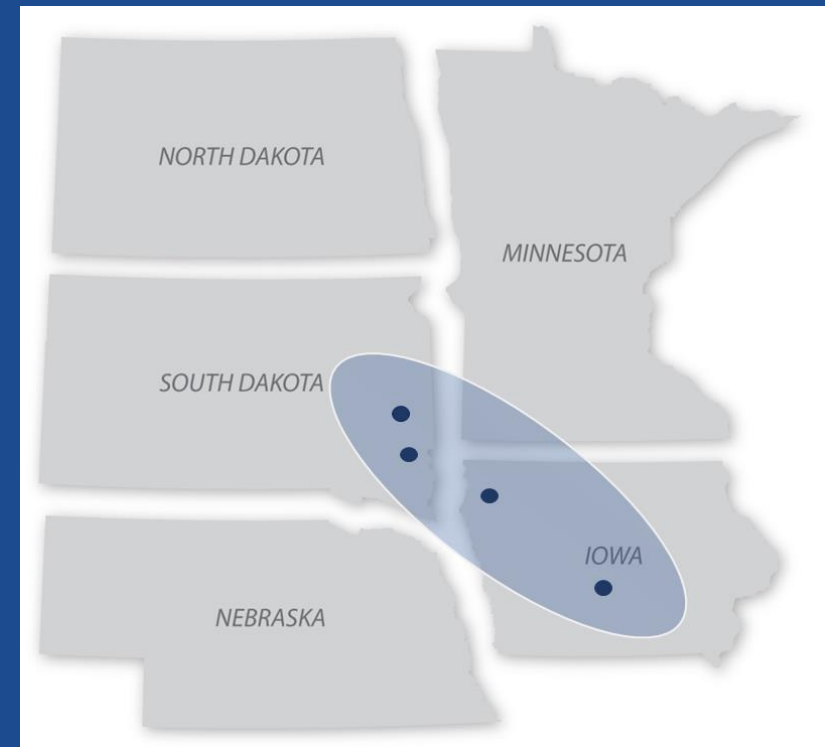 NORTH DAKOTA
MINNESOTA
SOUTH DAKOTA
IOWA
NEBRASKA